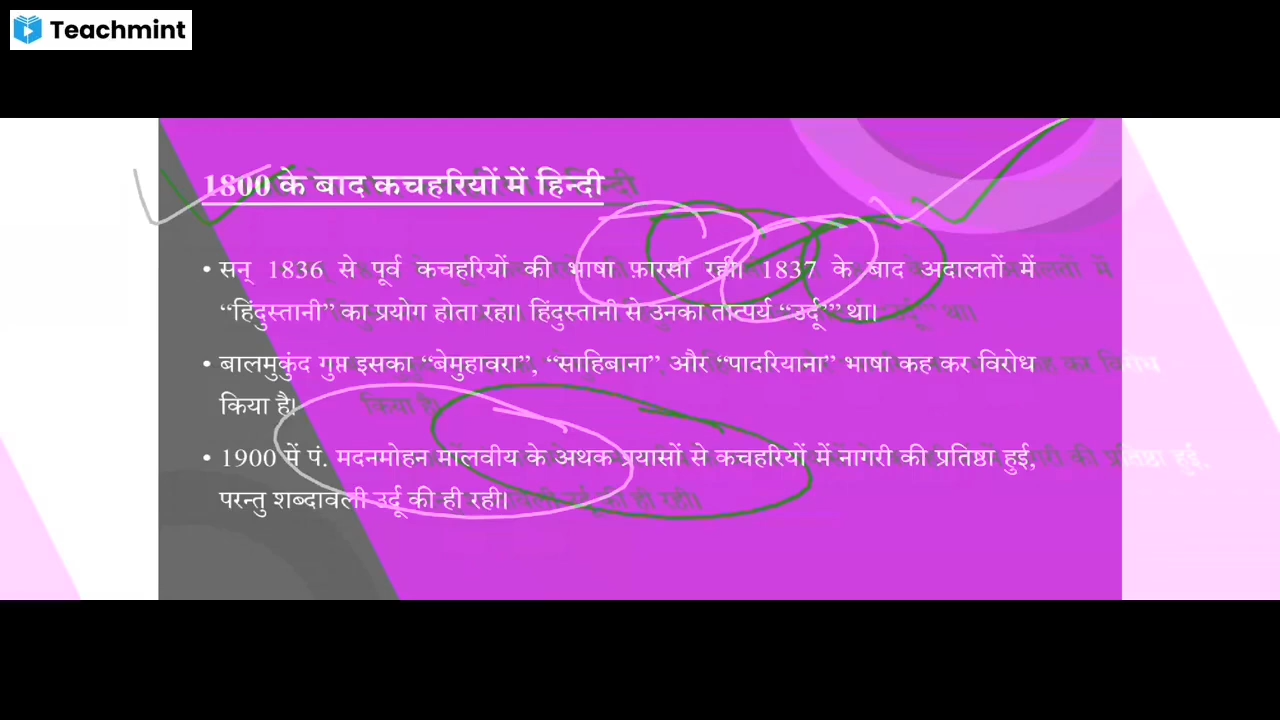 Teachmint
1800 के बाद कचहरियों में हिन्दी
• सन् 1836 से पूर्व कचहरियों की भाषा फ़ारसी रही। 1837 के बाद अदालतों में
“हिंदुस्तानी” का प्रयोग होता रहा। हिंदुस्तानी से उनका तात्पर्य “उर्दू” था।
• बालमुकुंद गुप्त इसका “बेमुहावरा”, “साहिबाना”, और “पादरियाना” भाषा कह कर विरोध
किया है।
• 1900 में पं. मदनमोहन मालवीय के अथक प्रयासों से कचहरियों में नागरी की प्रतिष्ठा हुई,
परन्तु शब्दावली उर्दू की ही रही।